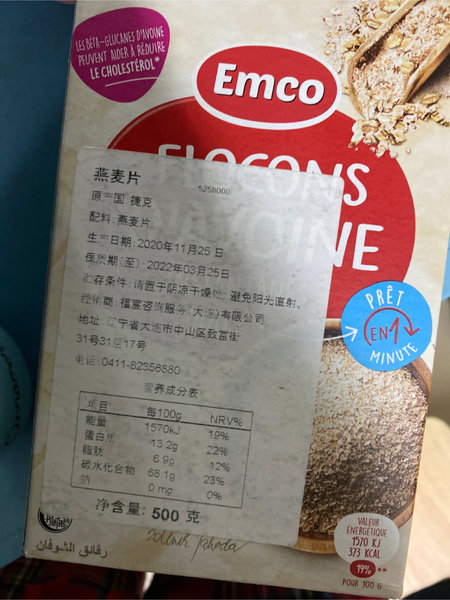 LES BÊTA-GLUCANES D'AVOINE
PEUVENT AIDER À RÉDUIRE
LE CHOLESTÉROL*
Emco
FLOCONS
燕麦片
5258000
原产国 捷克
配料:燕麦片
生产日期:2020年11月25日
保质期(至):2022年03月25日
贮存条件:请置于阴凉干燥处,避免阳光直射。
经销商:福宸咨询服务(大连)有限公司
地址:辽宁省大连市中山区致富街
31号31层17号
电话:0411-82356880
PRÊT
EN 1
MINUTE
营养成分表
项目 每100g NRV%
能量 1570kJ 19%
蛋白质 13.2g 22%
脂肪 6.9g 12%
碳水化合物 68.1g 23%
钠 0mg 0%
净含量: 500 克
Halal
رقائق الشوفان
VALEUR
ÉNERGÉTIQUE
1570 KJ
373 KCAL
19% **
POUR 100 G